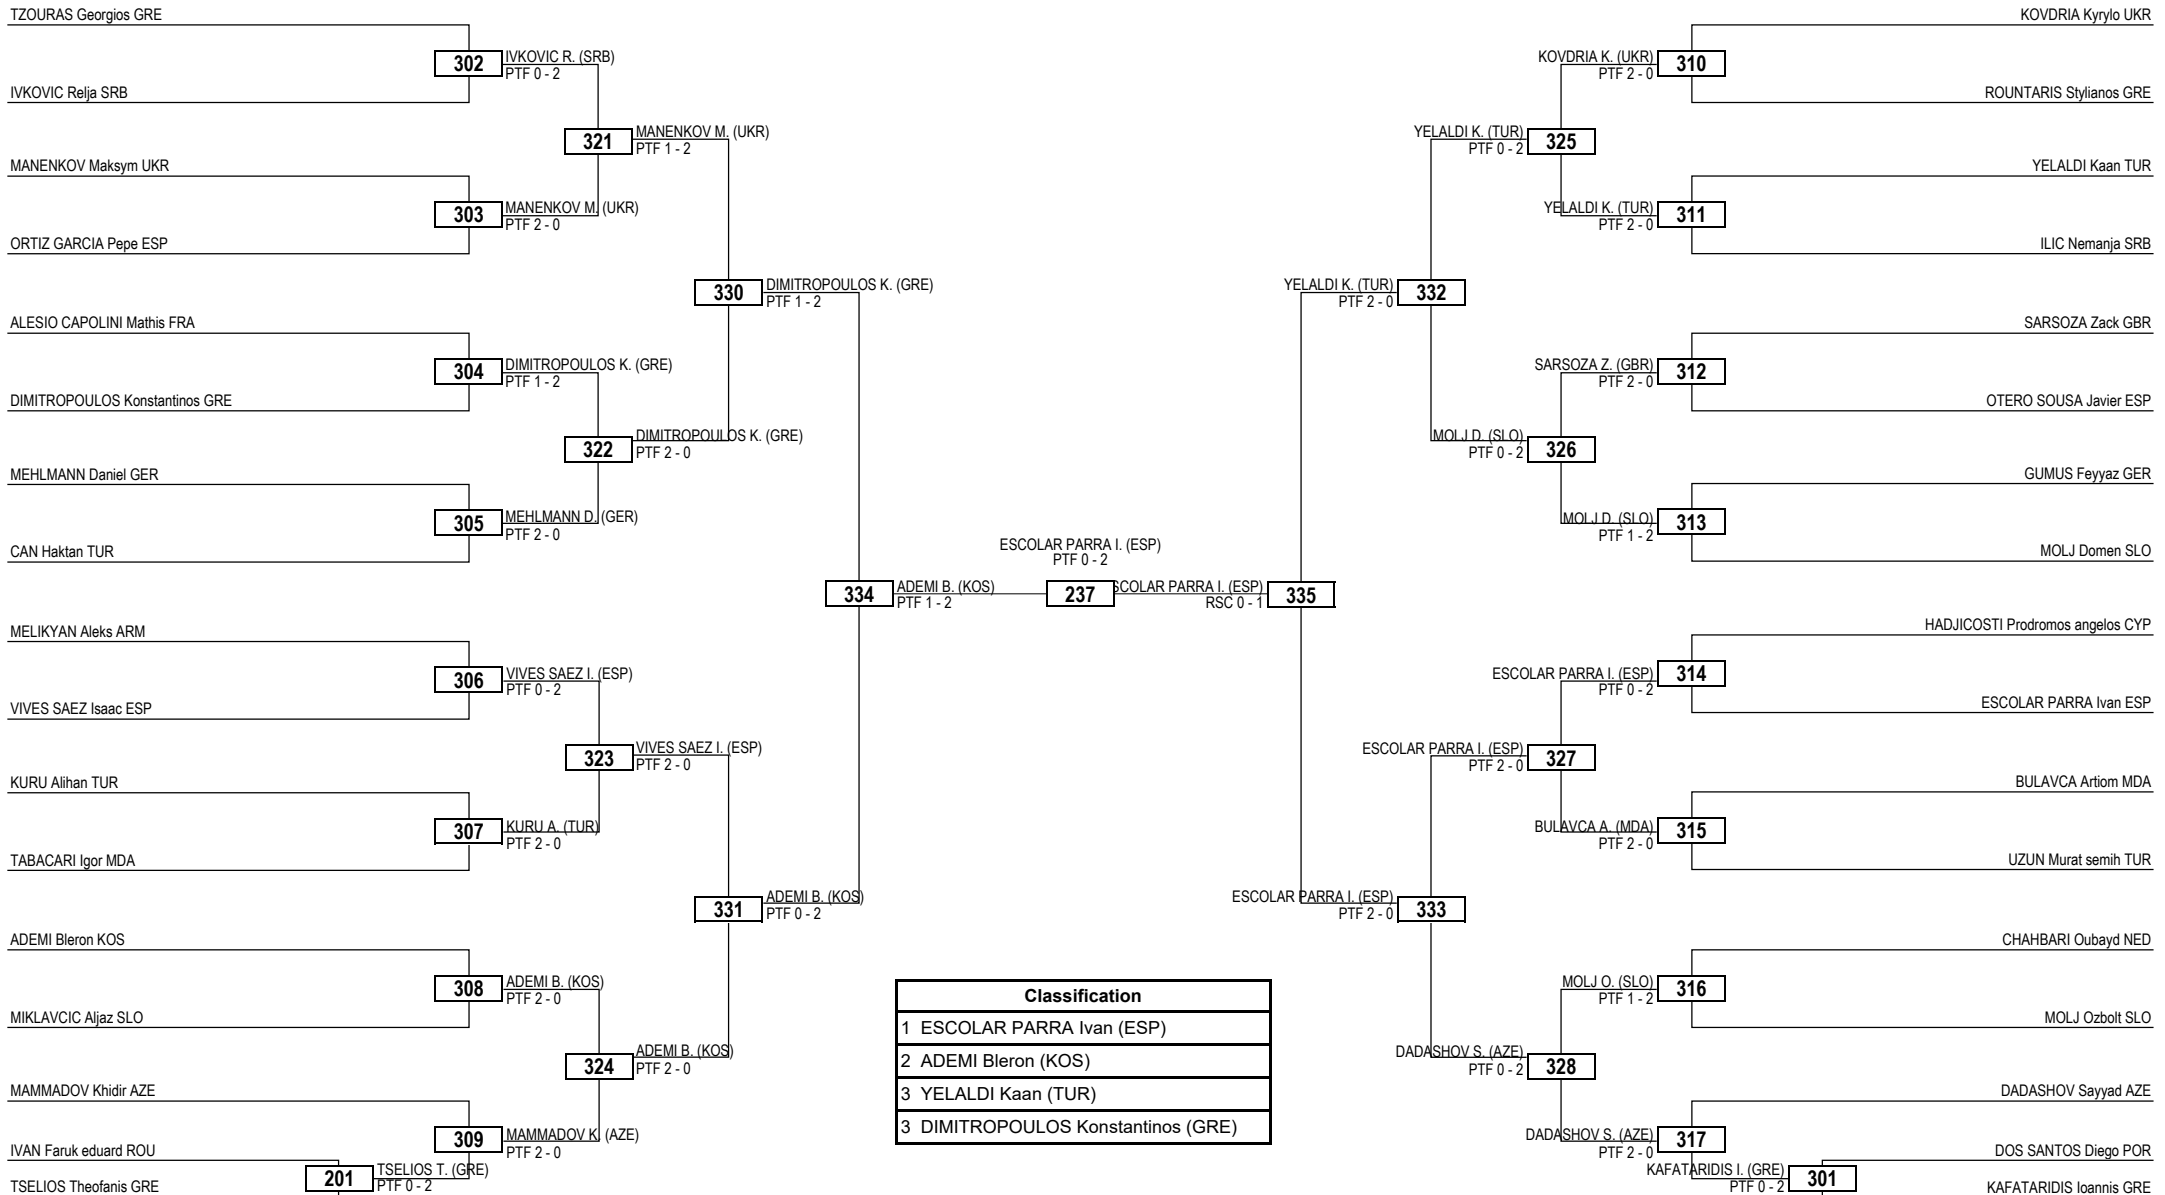 TZOURAS Georgios GRE
302
IVKOVIC R. (SRB)
PTF 0 - 2
IVKOVIC Relja SRB
321
MANENKOV M. (UKR)
PTF 1 - 2
MANENKOV Maksym UKR
303
MANENKOV M. (UKR)
PTF 2 - 0
ORTIZ GARCIA Pepe ESP
330
DIMITROPOULOS K. (GRE)
PTF 1 - 2
ALESIO CAPOLINI Mathis FRA
304
DIMITROPOULOS K. (GRE)
PTF 1 - 2
DIMITROPOULOS Konstantinos GRE
322
DIMITROPOULOS K. (GRE)
PTF 2 - 0
MEHLMANN Daniel GER
305
MEHLMANN D. (GER)
PTF 2 - 0
CAN Haktan TUR
334
ADEMI B. (KOS)
PTF 1 - 2
MELIKYAN Aleks ARM
306
VIVES SAEZ I. (ESP)
PTF 0 - 2
VIVES SAEZ Isaac ESP
323
VIVES SAEZ I. (ESP)
PTF 2 - 0
KURU Alihan TUR
307
KURU A. (TUR)
PTF 2 - 0
TABACARI Igor MDA
331
ADEMI B. (KOS)
PTF 0 - 2
ADEMI Bleron KOS
308
ADEMI B. (KOS)
PTF 2 - 0
MIKLAVCIC Aljaz SLO
324
ADEMI B. (KOS)
PTF 2 - 0
MAMMADOV Khidir AZE
309
MAMMADOV K. (AZE)
PTF 2 - 0
IVAN Faruk eduard ROU
201
TSELIOS T. (GRE)
PTF 0 - 2
TSELIOS Theofanis GRE
ESCOLAR PARRA I. (ESP)
PTF 0 - 2
237
SCOLAR PARRA I. (ESP)
RSC 0 - 1
335
KOVDRIA Kyrylo UKR
KOVDRIA K. (UKR)
PTF 2 - 0
310
ROUNTARIS Stylianos GRE
YELALDI K. (TUR)
PTF 0 - 2
325
YELALDI Kaan TUR
YELALDI K. (TUR)
PTF 2 - 0
311
ILIC Nemanja SRB
YELALDI K. (TUR)
PTF 2 - 0
332
SARSOZA Zack GBR
SARSOZA Z. (GBR)
PTF 2 - 0
312
OTERO SOUSA Javier ESP
MOLJ D. (SLO)
PTF 0 - 2
326
GUMUS Feyyaz GER
MOLJ D. (SLO)
PTF 1 - 2
313
MOLJ Domen SLO
HADJICOSTI Prodromos angelos CYP
ESCOLAR PARRA I. (ESP)
PTF 0 - 2
314
ESCOLAR PARRA Ivan ESP
ESCOLAR PARRA I. (ESP)
PTF 2 - 0
327
BULAVCA Artiom MDA
BULAVCA A. (MDA)
PTF 2 - 0
315
UZUN Murat semih TUR
ESCOLAR PARRA I. (ESP)
PTF 2 - 0
333
CHAHBARI Oubayd NED
MOLJ O. (SLO)
PTF 1 - 2
316
MOLJ Ozbolt SLO
DADASHOV S. (AZE)
PTF 0 - 2
328
DADASHOV Sayyad AZE
DADASHOV S. (AZE)
PTF 2 - 0
317
DOS SANTOS Diego POR
KAFATARIDIS I. (GRE)
PTF 0 - 2
301
KAFATARIDIS Ioannis GRE
Classification
1 ESCOLAR PARRA Ivan (ESP)
2 ADEMI Bleron (KOS)
3 YELALDI Kaan (TUR)
3 DIMITROPOULOS Konstantinos (GRE)